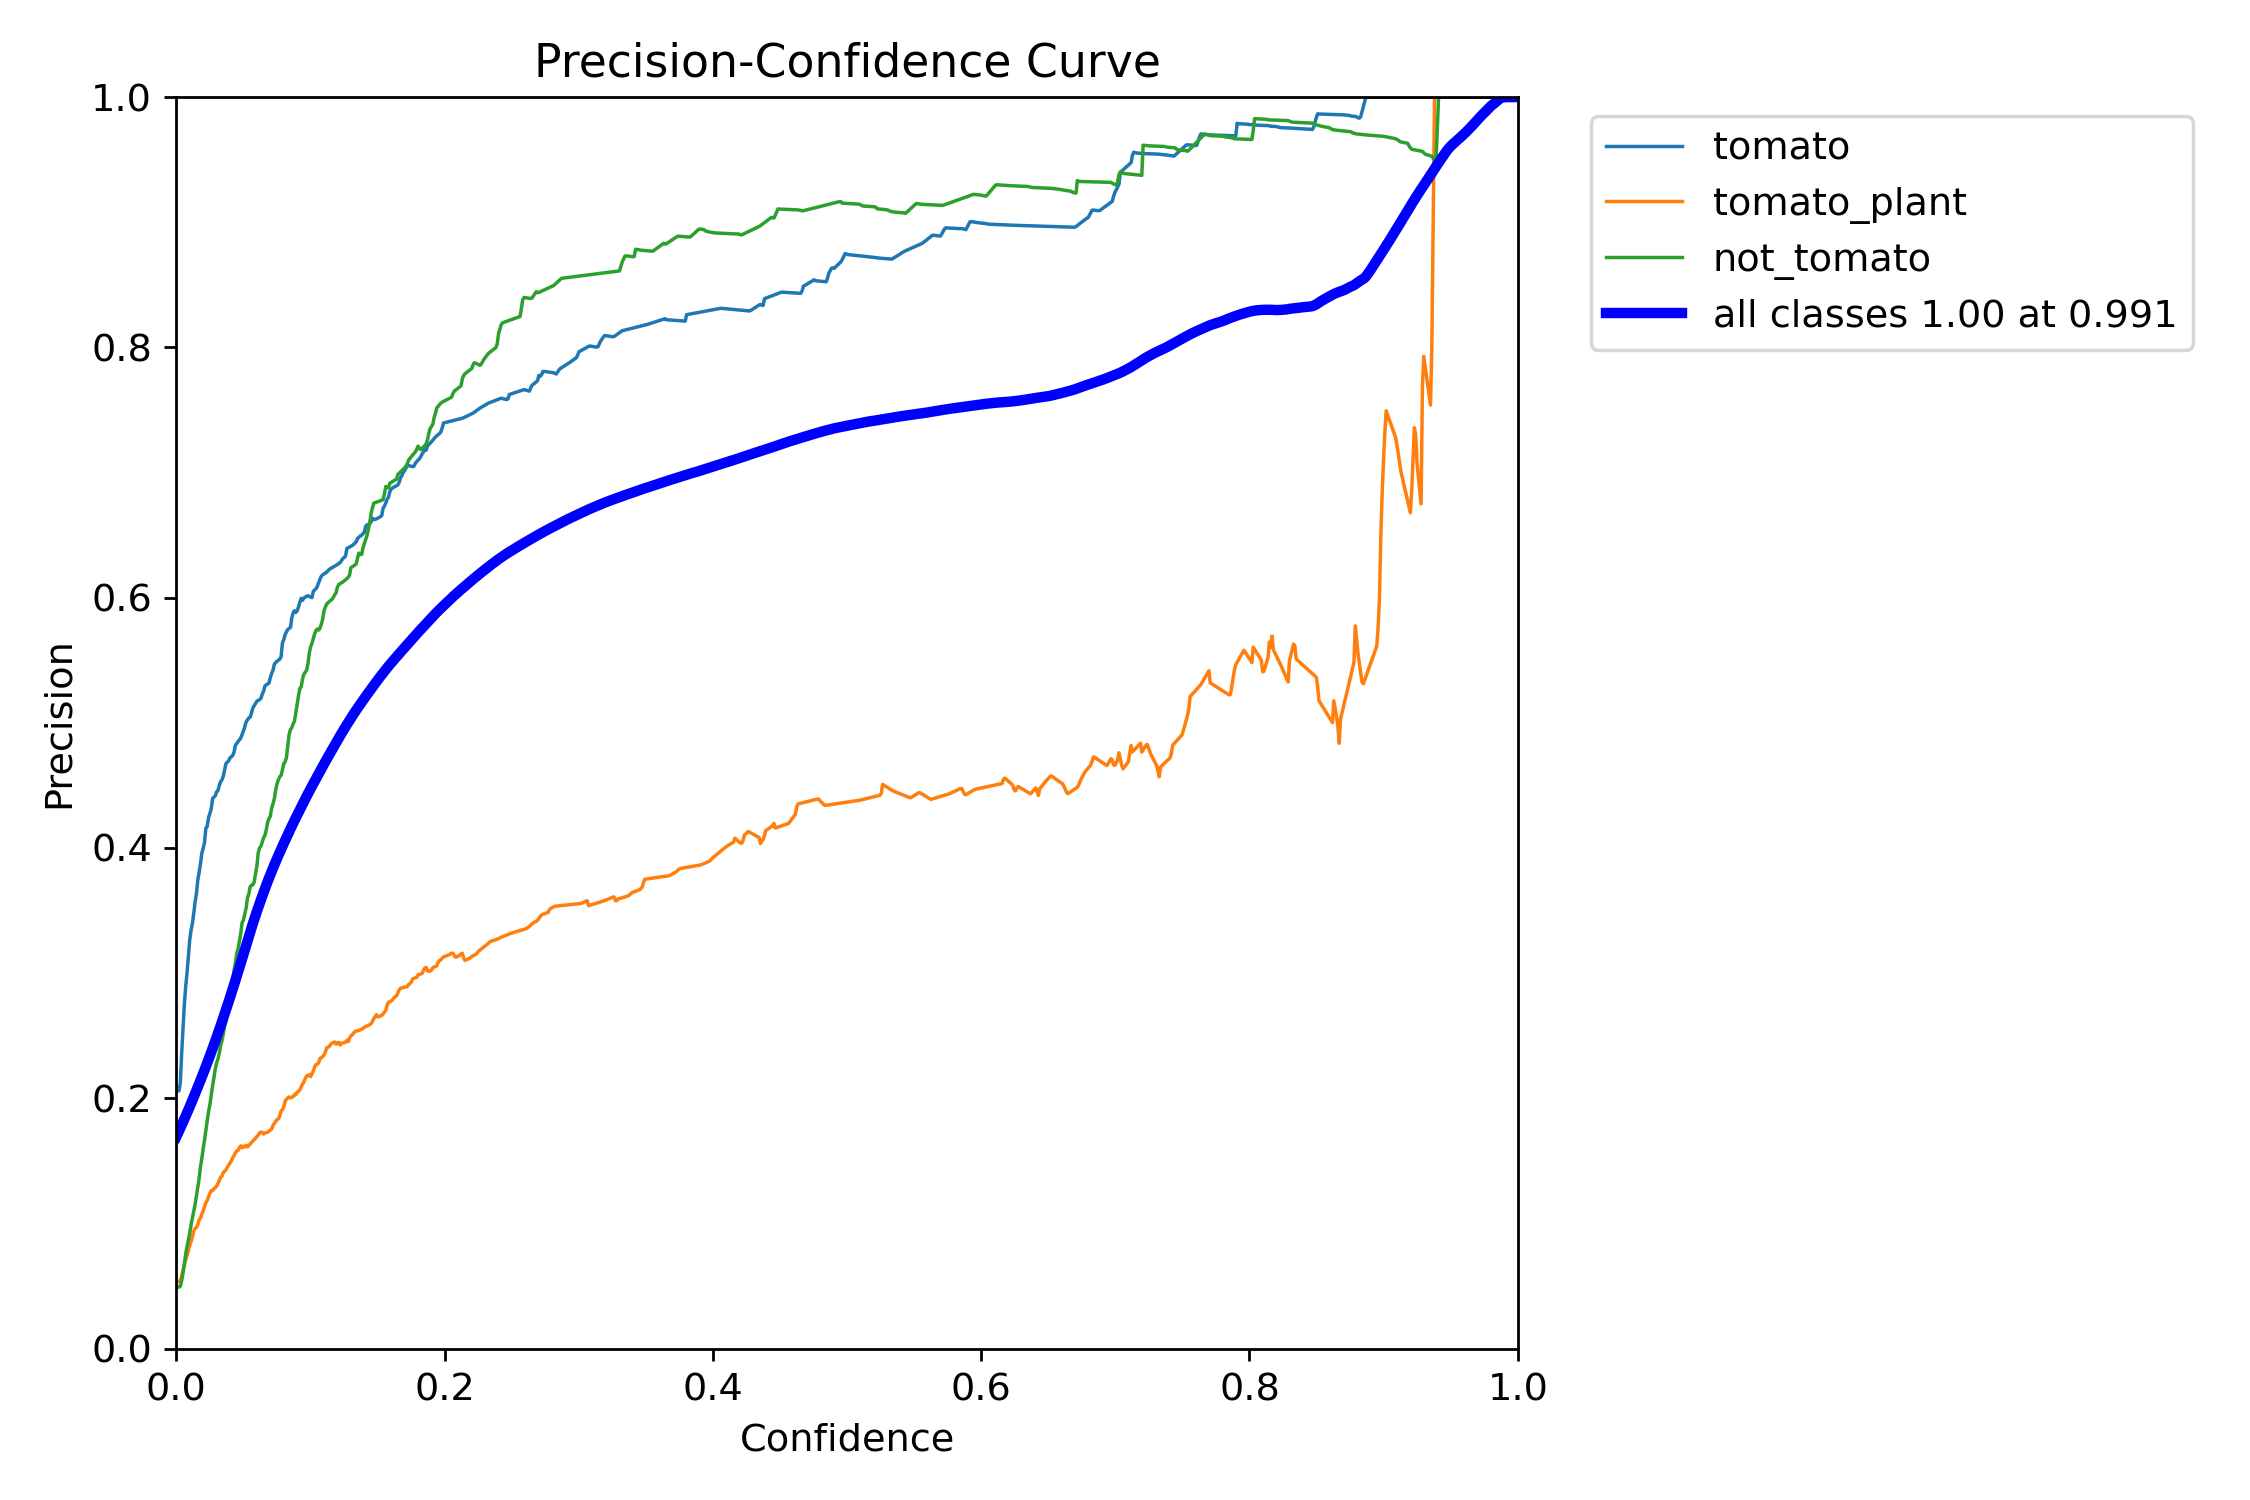 Precision-Confidence Curve
1.0
0.8
0.6
0.4
0.2
0.0
Precision
0.0 0.2 0.4 0.6 0.8 1.0
Confidence
tomato
tomato_plant
not_tomato
all classes 1.00 at 0.991